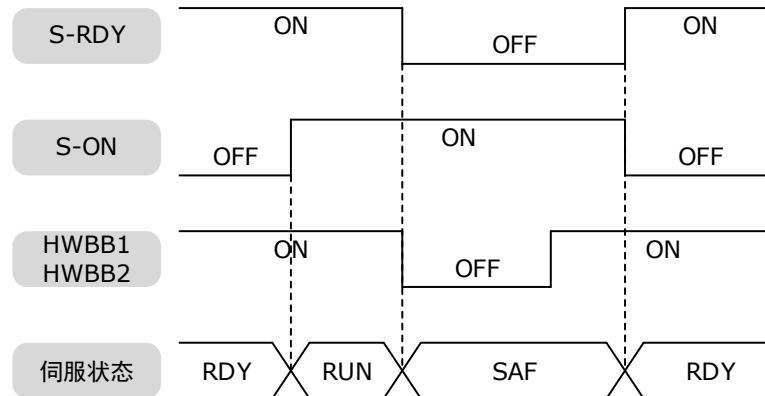 S-RDY
ON
OFF
ON
S-ON
OFF
ON
OFF
HWBB1
HWBB2
ON
OFF
ON
伺服状态
RDY
RUN
SAF
RDY